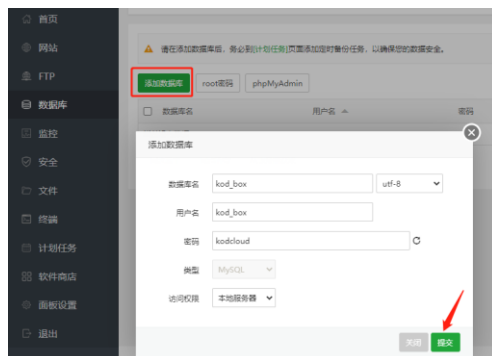 首页
网站
请在添加数据库后，务必到[计划任务]页面添加定时备份任务，以确保您的数据安全。
FTP
添加数据库 root密码 phpMyAdmin
数据库
数据库名 用户名 密码
监控
添加数据库
安全
数据库名 kod_box utf-8
文件
用户名 kod_box
终端
密码 kodcloud
计划任务
类型 MySQL
软件商店
访问权限 本地服务器
面板设置
退出
关闭 提交